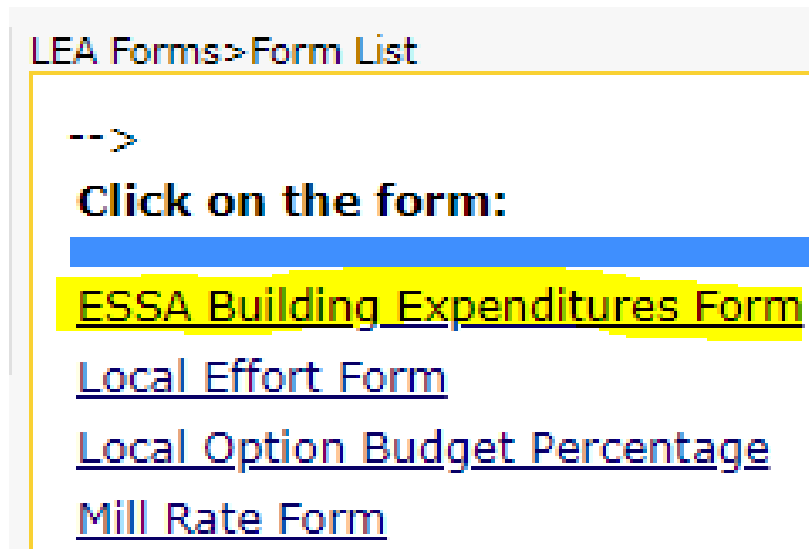 LEA Forms>Form List
-->
Click on the form:
ESSA Building Expenditures Form
Local Effort Form
Local Option Budget Percentage
Mill Rate Form